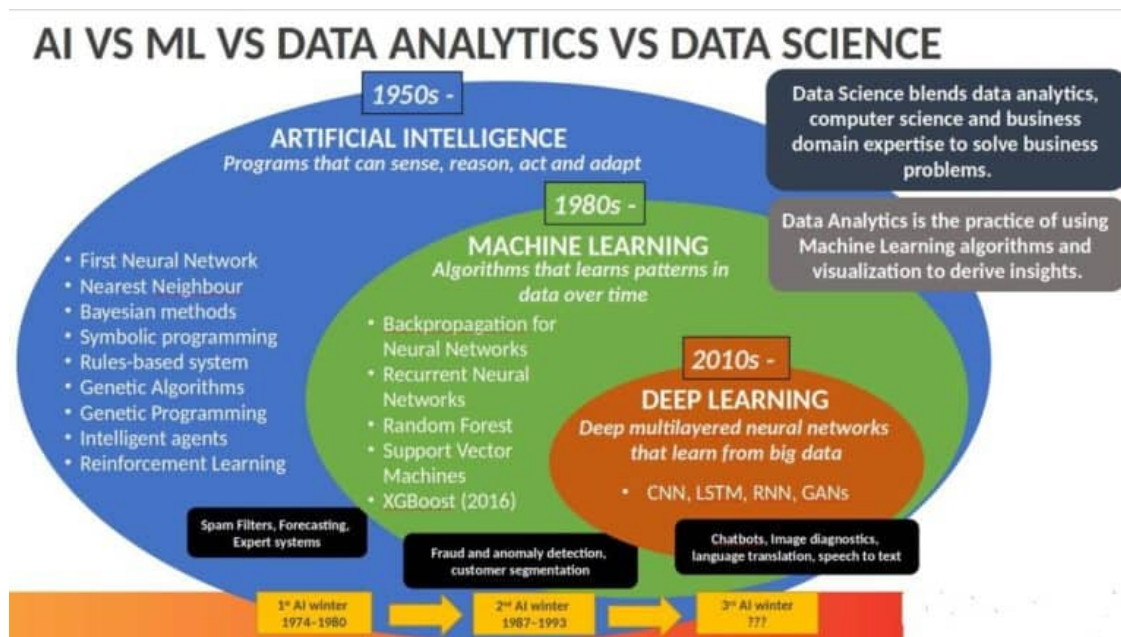 AI VS ML VS DATA ANALYTICS VS DATA SCIENCE
1950s -
ARTIFICIAL INTELLIGENCE
Programs that can sense, reason, act and adapt
• First Neural Network
• Nearest Neighbour
• Bayesian methods
• Symbolic programming
• Rules-based system
• Genetic Algorithms
• Genetic Programming
• Intelligent agents
• Reinforcement Learning
Spam Filters, Forecasting,
Expert systems
1980s -
MACHINE LEARNING
Algorithms that learns patterns in
data over time
• Backpropagation for
Neural Networks
• Recurrent Neural
Networks
• Random Forest
• Support Vector
Machines
• XGBoost (2016)
Fraud and anomaly detection,
customer segmentation
2010s -
DEEP LEARNING
Deep multilayered neural networks
that learn from big data
• CNN, LSTM, RNN, GANs
Chatbots, Image diagnostics,
language translation, speech to text
Data Science blends data analytics,
computer science and business
domain expertise to solve business
problems.
Data Analytics is the practice of using
Machine Learning algorithms and
visualization to derive insights.
1st AI winter
1974-1980
2nd AI winter
1987-1993
3rd AI winter
???